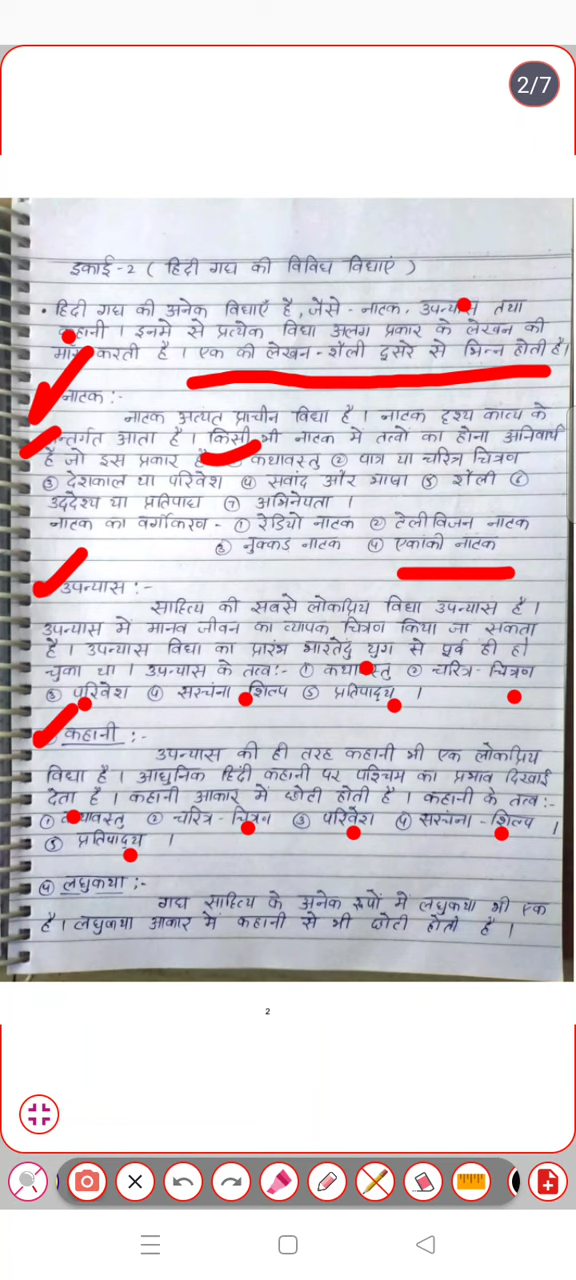 2/7
इकाई-2 ( हिंदी गद्य की विविध विधाएं )
• हिंदी गद्य की अनेक विधाएँ है, जैसे - नाटक, उपन्यास तथा
कहानी । इनमे से प्रत्येक विधा अलग प्रकार के लेखन की
माँग करती है । एक की लेखन - शैली दुसरे से भिन्न होती है।
नाटक :-
नाटक अत्यंत प्राचीन विधा है । नाटक दृश्य काव्य के
अन्तर्गत आता है । किसी भी नाटक मे तत्वो का होना अनिवार्य
है जो इस प्रकार है कथावस्तु ② पात्र या चरित्र चित्रण
③ देशकाल या परिवेश ④ सवांद और भाषा ⑤ शैली ⑥
उददेश्य या प्रतिपाद्य ⑦ अभिनेयता ।
नाटक का वर्गीकरण - ① रेडियो नाटक ② टेलीविजन नाटक
③ नुक्कड नाटक ④ एकांकी नाटक
उपन्यास :-
साहित्य की सबसे लोकप्रिय विधा उपन्यास है ।
उपन्यास में मानव जीवन का व्यापक चित्रण किया जा सकता
है । उपन्यास विधा का प्रारंभ भारतेंदु युग से पूर्व ही हो
चुका था । उपन्यास के तत्व :- ① कथावस्तु ② चरित्र - चित्रण
③ परिवेश ④ सरचंना - शिल्प ⑤ प्रतिपाद्य ।
कहानी :-
उपन्यास की ही तरह कहानी भी एक लोकप्रिय
विधा है । आधुनिक हिंदी कहानी पर पश्चिम का प्रभाव दिखाई
देता है । कहानी आकार में छोटी होती है । कहानी के तत्व :-
① कथावस्तु ② चरित्र - चित्रण ③ परिवेश ④ सरचंना - शिल्प ,
⑤ प्रतिपाद्य ।
④ लघुकथा :-
गद्य साहित्य के अनेक रूपों में लघुकथा भी एक
है । लघुकथा आकार में कहानी से भी छोटी होती है ।
2